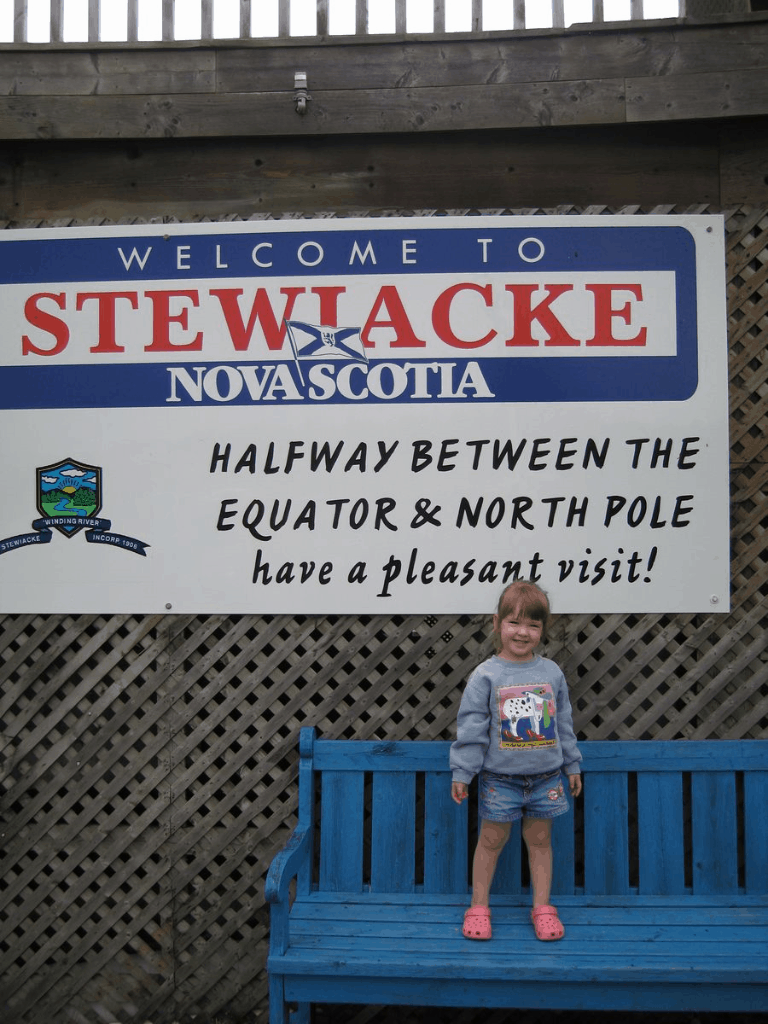 WELCOME TO
STEWIACKE
NOVA SCOTIA
HALFWAY BETWEEN THE
EQUATOR & NORTH POLE
have a pleasant visit!
WINDING RIVER
STEWIACKE INCORP. 1906